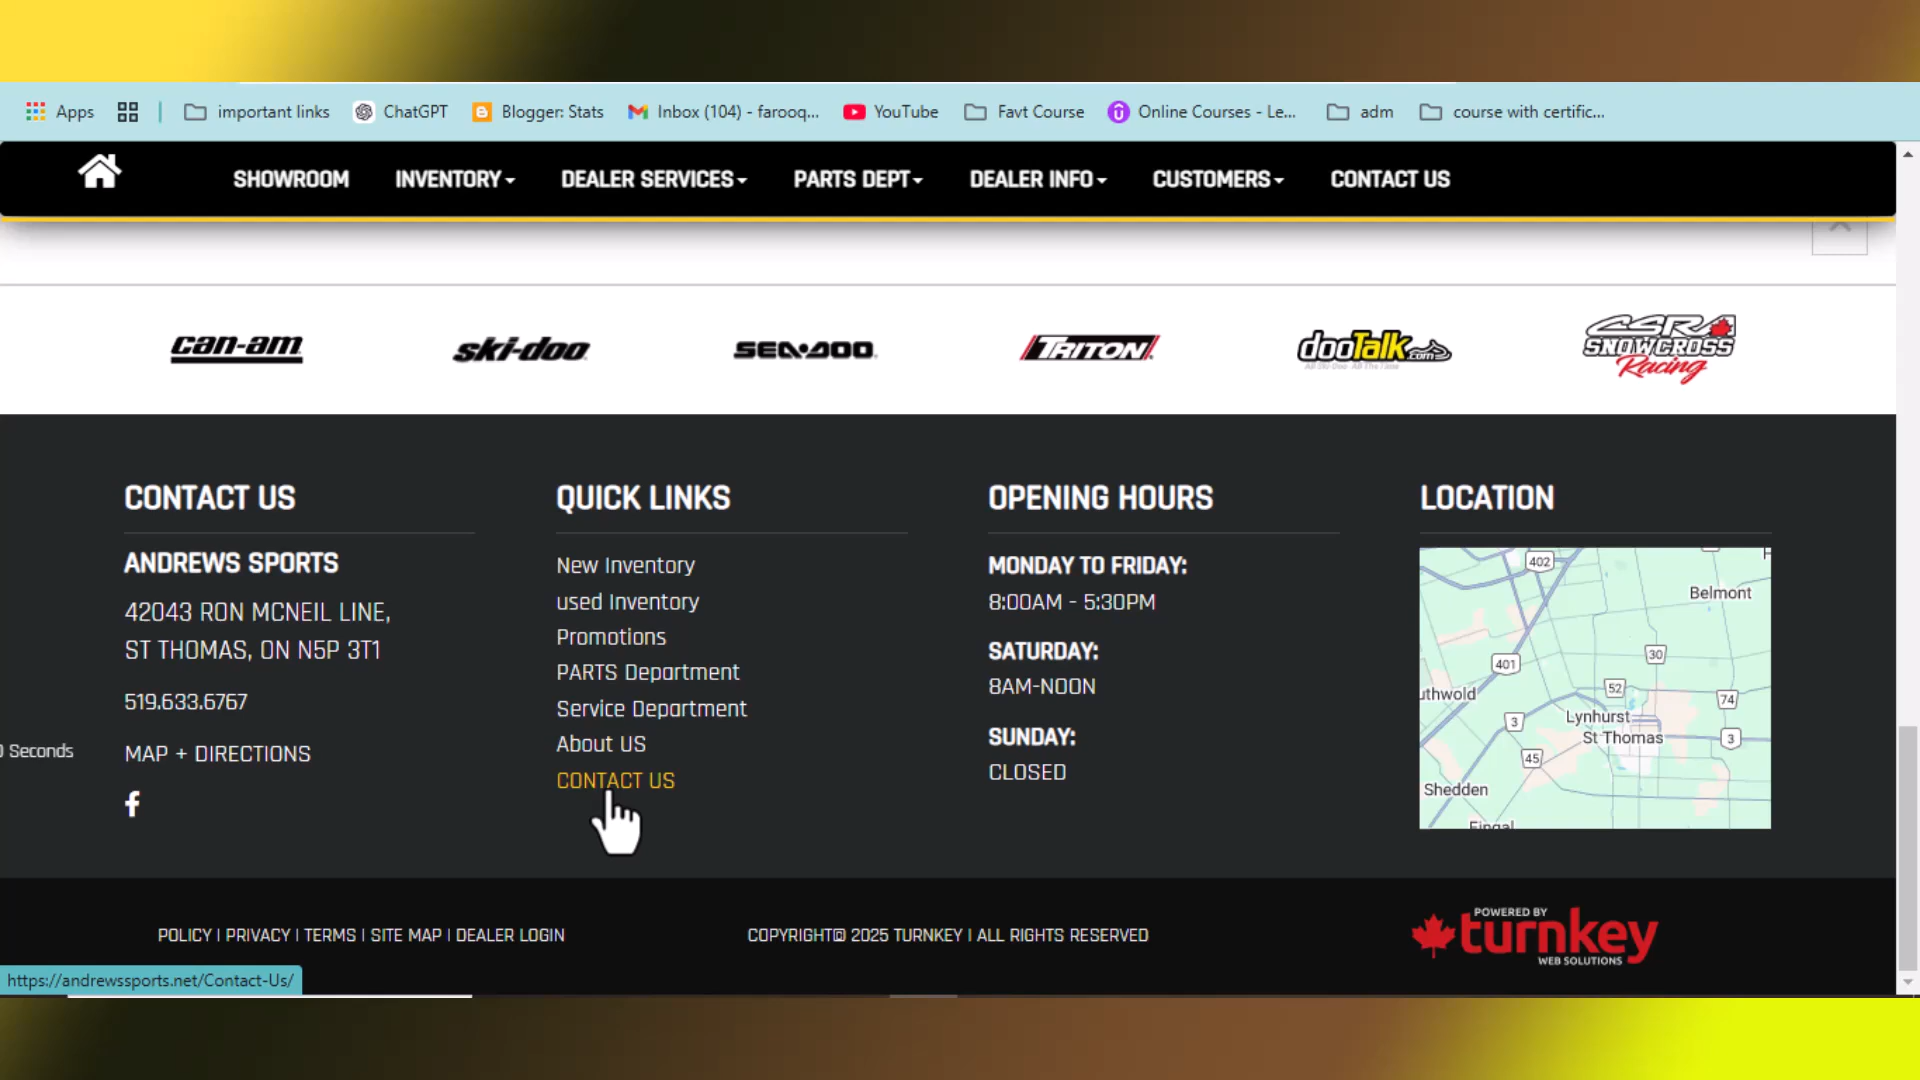 Apps
important links
ChatGPT
Blogger: Stats
Inbox (104) - farooq...
YouTube
Favt Course
Online Courses - Le...
adm
course with certific...
SHOWROOM
INVENTORY
DEALER SERVICES
PARTS DEPT
DEALER INFO
CUSTOMERS
CONTACT US
can-am
ski-doo
SEA-DOO
TRITON
dooTalk.com
CSRA
SNOWCROSS
Racing
CONTACT US
ANDREWS SPORTS
42043 RON MCNEIL LINE,
ST THOMAS, ON N5P 3T1
519.633.6767
Seconds
MAP + DIRECTIONS
QUICK LINKS
New Inventory
used Inventory
Promotions
PARTS Department
Service Department
About US
CONTACT US
OPENING HOURS
MONDAY TO FRIDAY:
8:00AM - 5:30PM
SATURDAY:
8AM-NOON
SUNDAY:
CLOSED
LOCATION
402
Belmont
30
401
52
uthwold
74
3
Lynhurst
St Thomas
3
45
Shedden
Fingal
POLICY | PRIVACY | TERMS | SITE MAP | DEALER LOGIN
COPYRIGHT© 2025 TURNKEY | ALL RIGHTS RESERVED
POWERED BY
turnkey
WEB SOLUTIONS
https://andrewssports.net/Contact-Us/